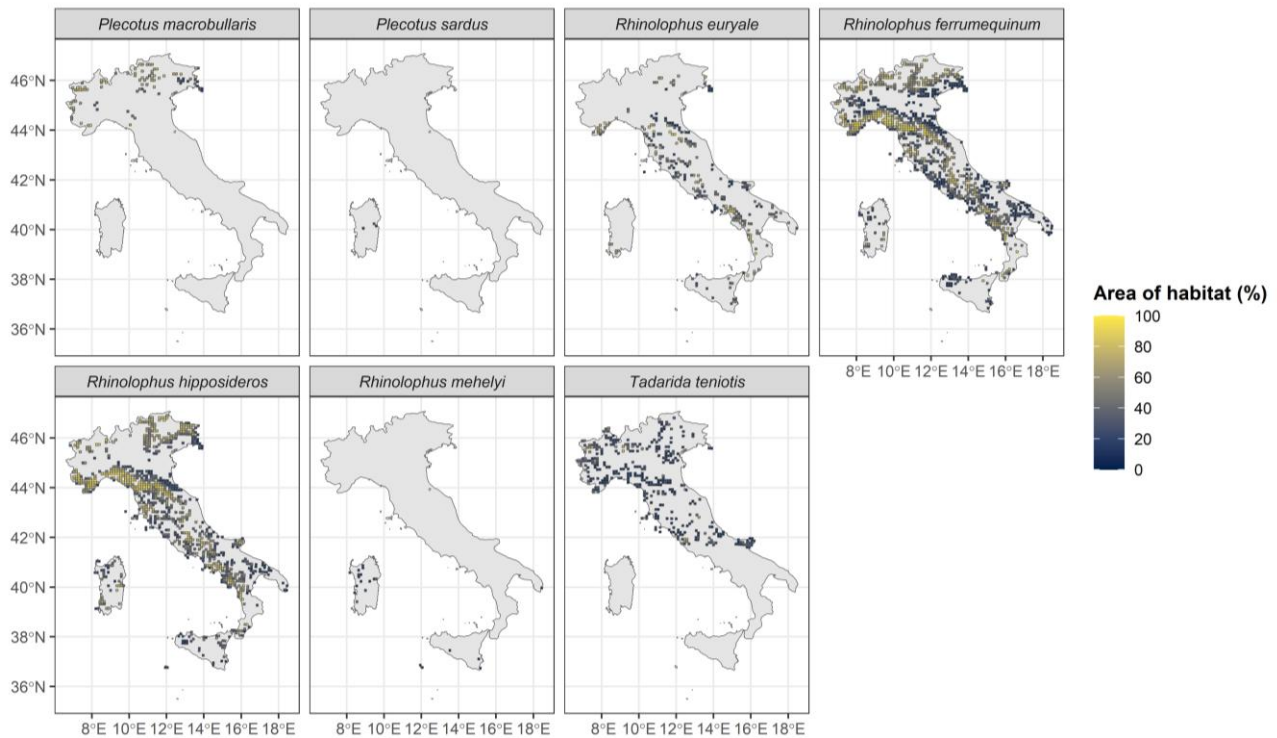 Plecotus macrobullaris
Plecotus sardus
Rhinolophus euryale
Rhinolophus ferrumequinum
46°N
44°N
42°N
40°N
38°N
36°N
8°E 10°E 12°E 14°E 16°E 18°E
Area of habitat (%)
100
80
60
40
20
0
Rhinolophus hipposideros
Rhinolophus mehelyi
Tadarida teniotis
46°N
44°N
42°N
40°N
38°N
36°N
8°E 10°E 12°E 14°E 16°E 18°E
8°E 10°E 12°E 14°E 16°E 18°E
8°E 10°E 12°E 14°E 16°E 18°E